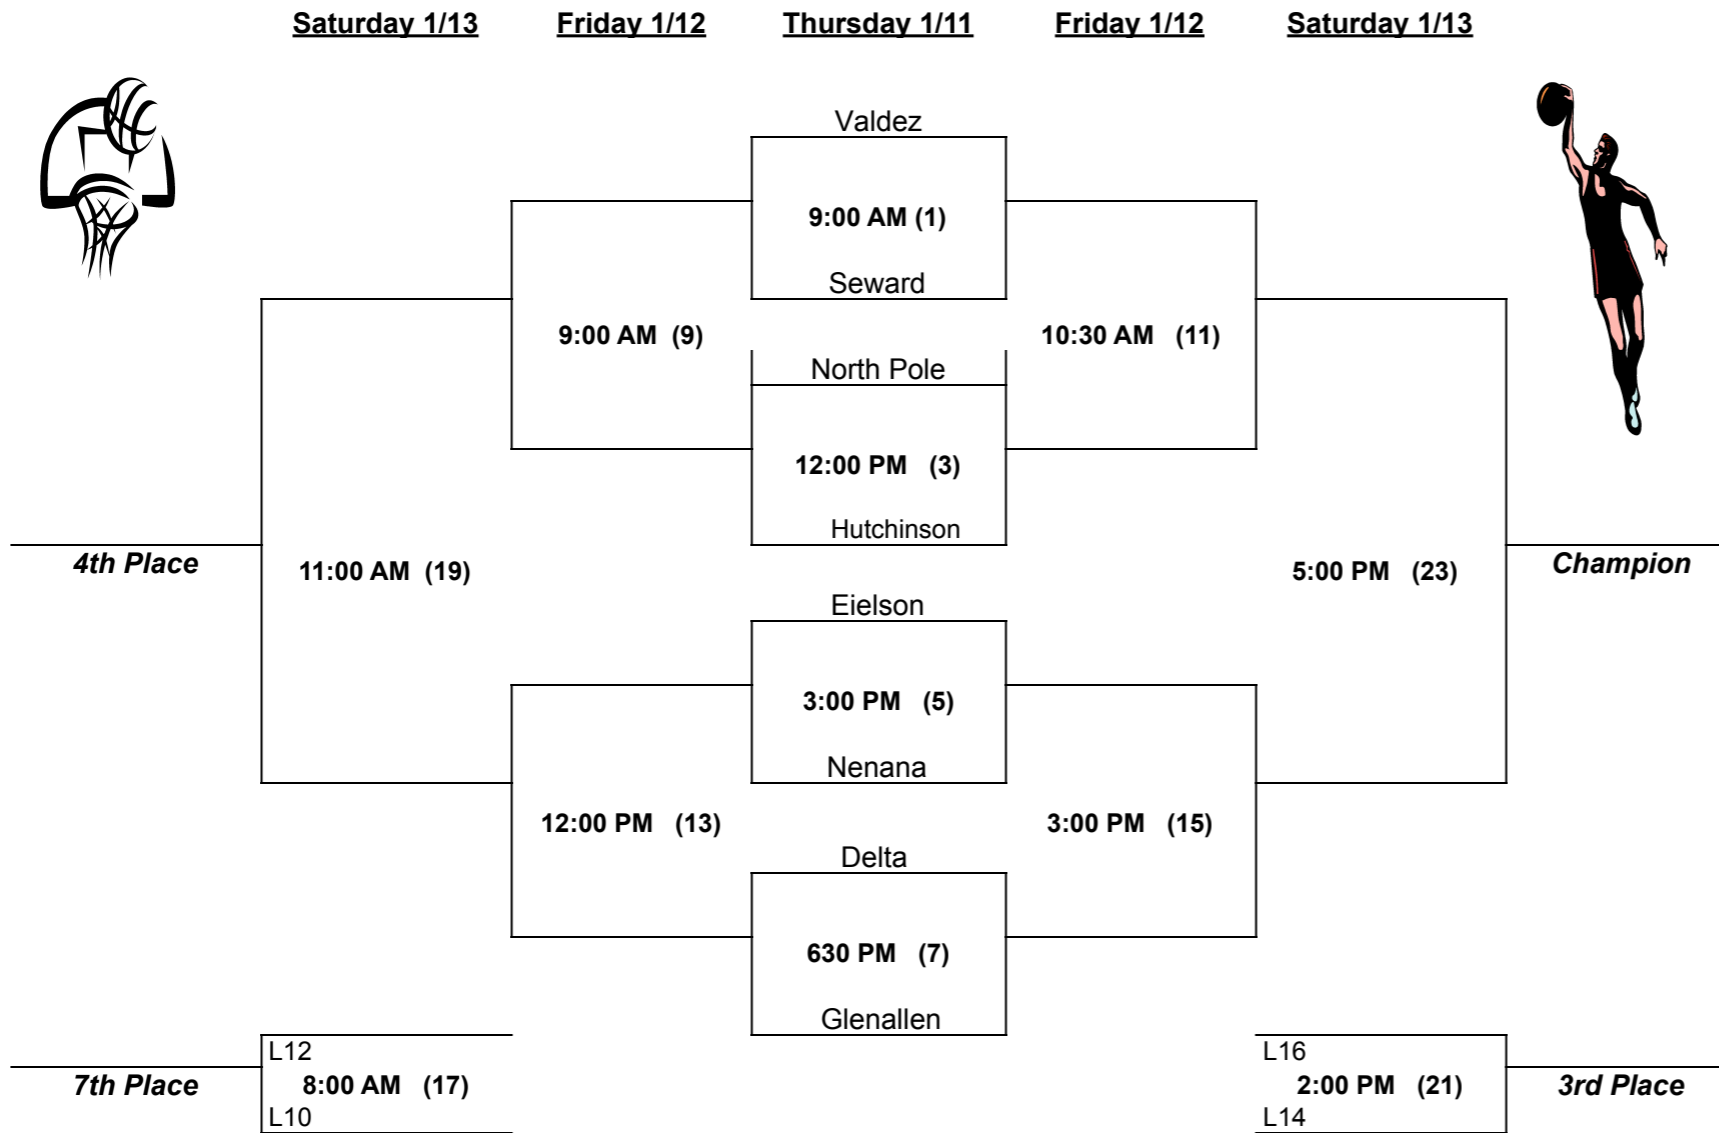 Saturday 1/13 Friday 1/12 Thursday 1/11 Friday 1/12 Saturday 1/13
Valdez
9:00 AM (1)
Seward
9:00 AM (9) 10:30 AM (11)
North Pole
12:00 PM (3)
Hutchinson
4th Place 11:00 AM (19) 5:00 PM (23) Champion
Eielson
3:00 PM (5)
Nenana
12:00 PM (13) 3:00 PM (15)
Delta
630 PM (7)
Glenallen
L12 L16
7th Place 8:00 AM (17) 2:00 PM (21) 3rd Place
L10 L14